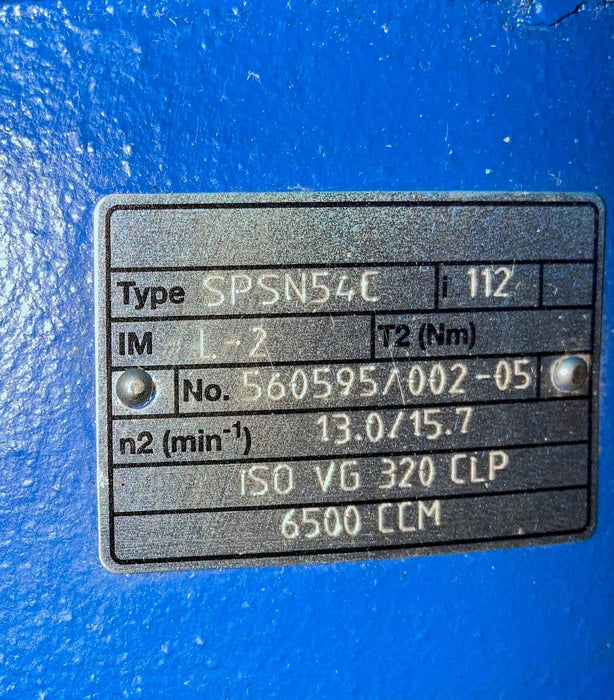 Type SPSN54C i 112
IM L-2 T2 (Nm)
No. 560595/002-05
n2 (min-1) 13.0/15.7
ISO VG 320 CLP
6500 CCM